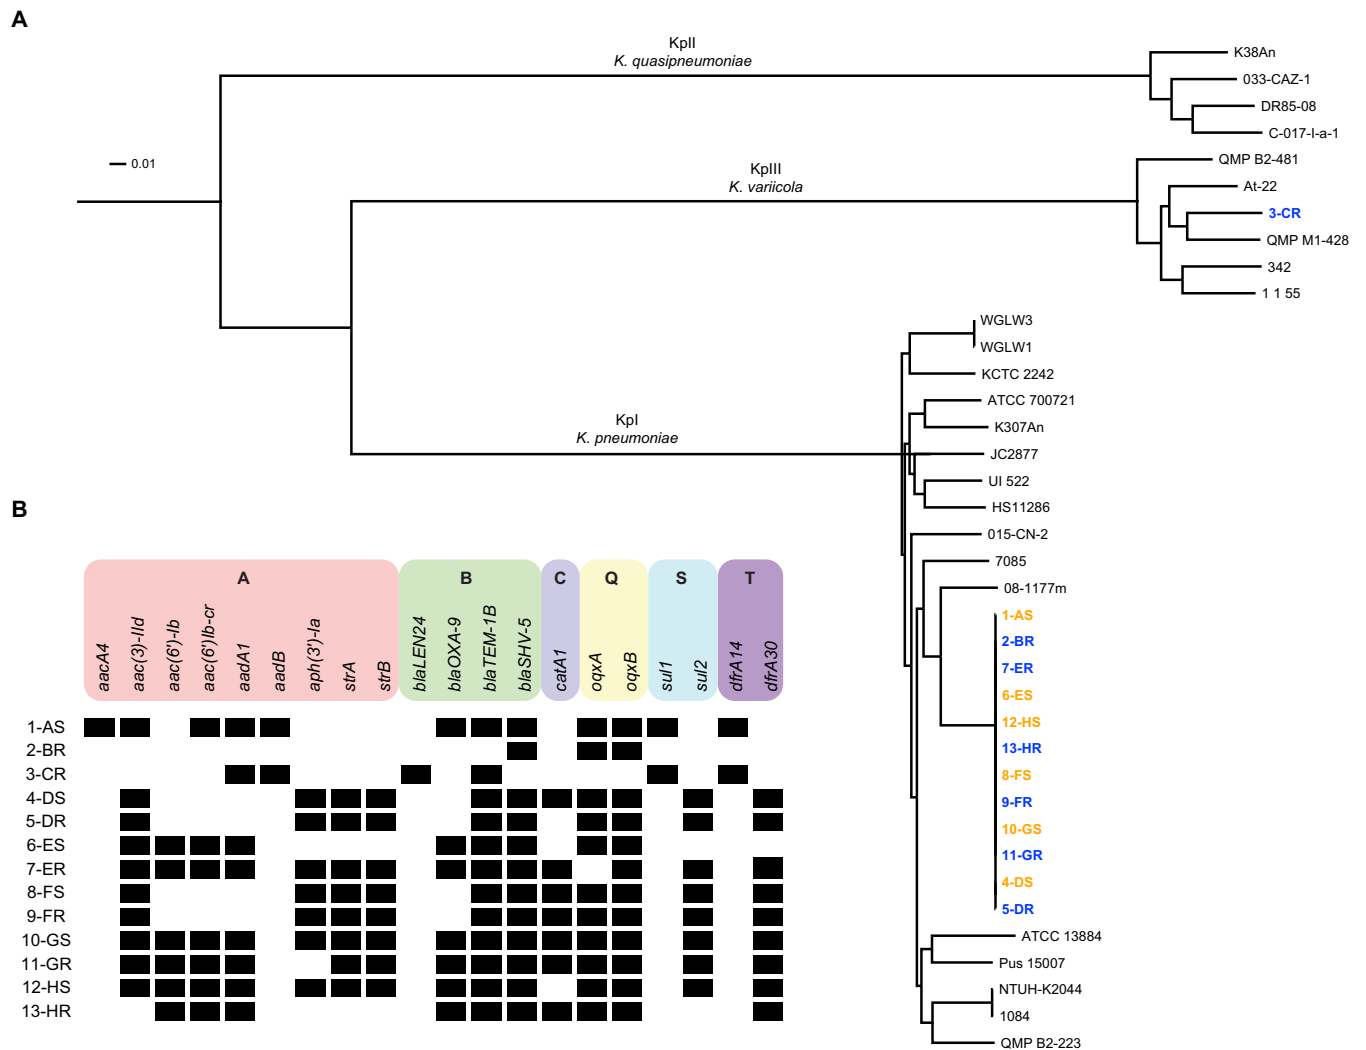 A
KpII
K. quasipneumoniae
K38An
033-CAZ-1
DR85-08
C-017-I-a-1
0.01
KpIII
K. variicola
QMP B2-481
At-22
3-CR
QMP M1-428
342
1 1 55
KpI
K. pneumoniae
WGLW3
WGLW1
KCTC 2242
ATCC 700721
K307An
JC2877
UI 522
HS11286
015-CN-2
7085
08-1177m
1-AS
2-BR
7-ER
6-ES
12-HS
13-HR
8-FS
9-FR
10-GS
11-GR
4-DS
5-DR
ATCC 13884
Pus 15007
NTUH-K2044
1084
QMP B2-223
B
A B C Q S T
aacA4
aac(3)-IId
aac(6')-Ib
aac(6')Ib-cr
aadA1
aadB
aph(3')-Ia
strA
strB
blaLEN24
blaOXA-9
blaTEM-1B
blaSHV-5
catA1
oqxA
oqxB
sul1
sul2
dfrA14
dfrA30
1-AS
2-BR
3-CR
4-DS
5-DR
6-ES
7-ER
8-FS
9-FR
10-GS
11-GR
12-HS
13-HR